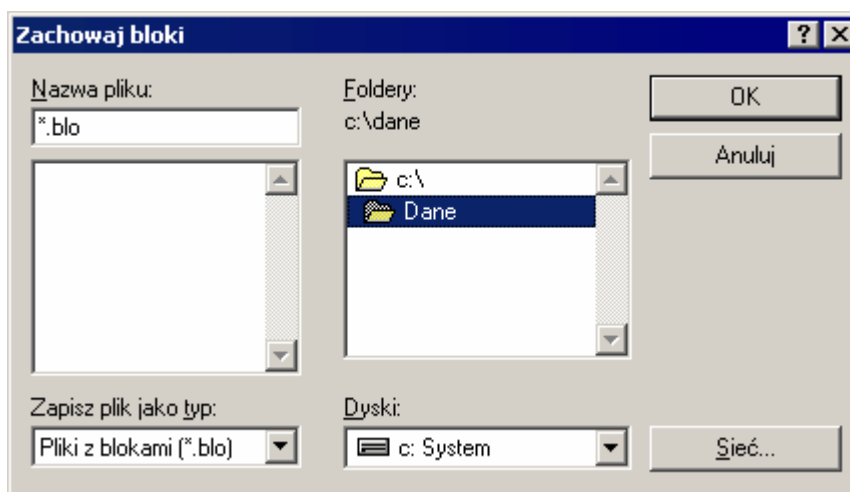 Zachowaj bloki
Nazwa pliku:
*.blo
Zapisz plik jako typ:
Pliki z blokami (*.blo)
Foldery:
c:\dane
c:\
Dane
Dyski:
c: System
OK
Anuluj
Sieć...